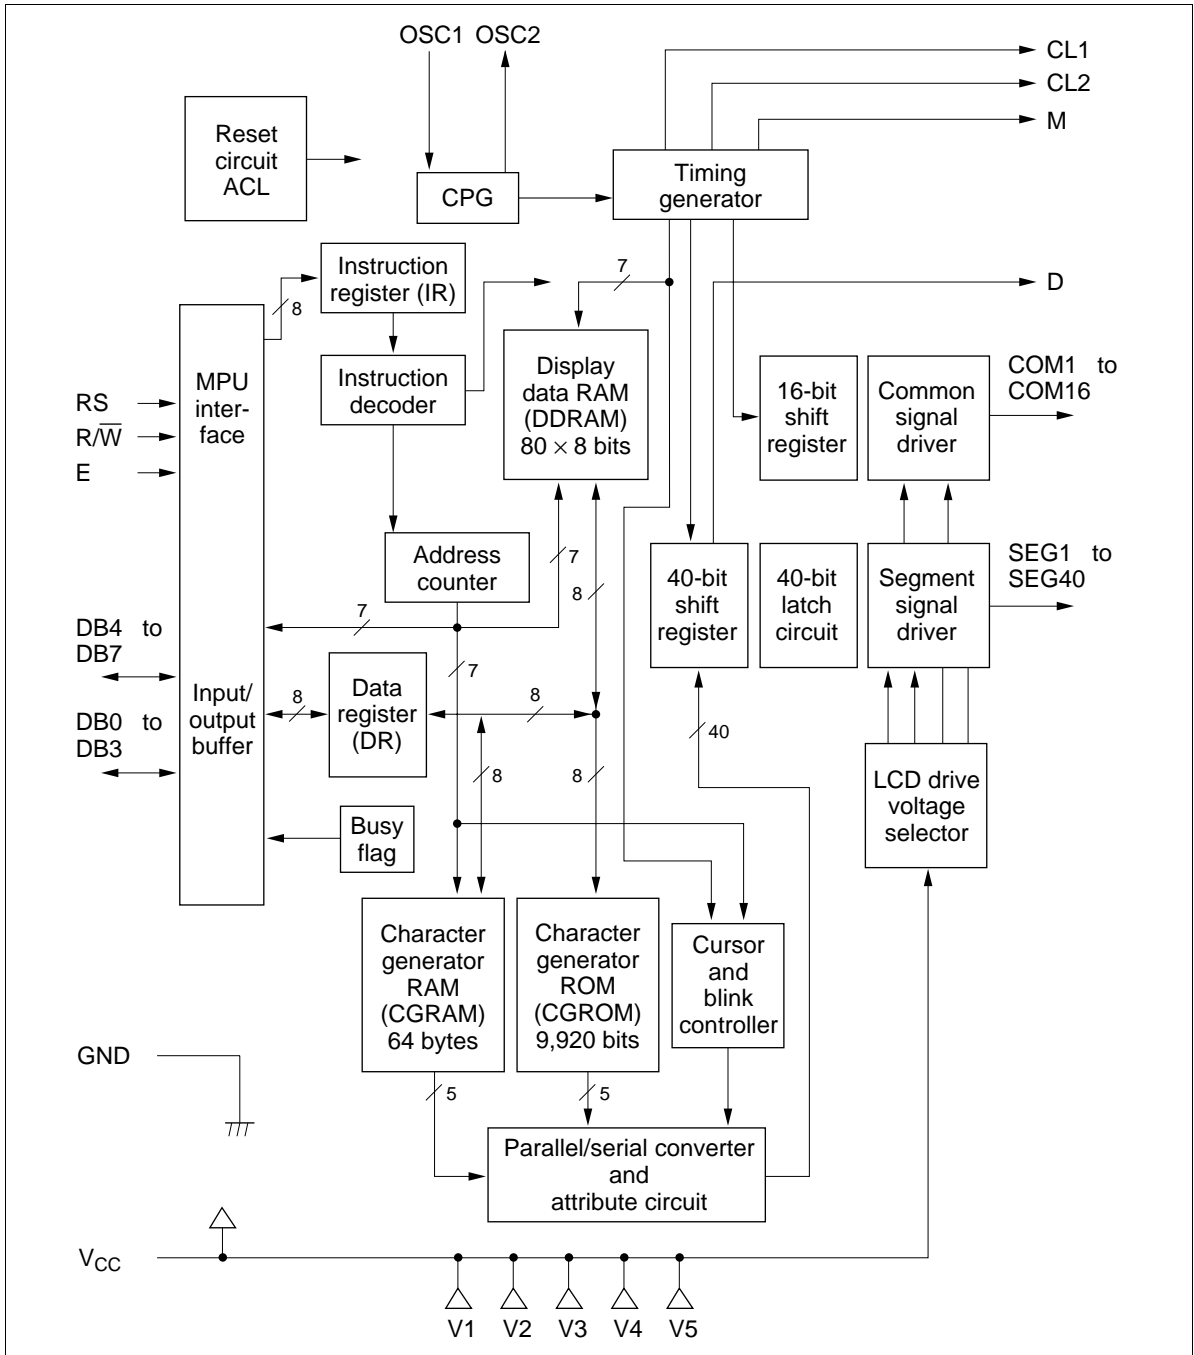 OSC1 OSC2
CL1
CL2
M
Reset
circuit
ACL
CPG
Timing
generator
Instruction
register (IR)
8
7
D
MPU
inter-
face
Instruction
decoder
Display
data RAM
(DDRAM)
80 × 8 bits
16-bit
shift
register
Common
signal
driver
COM1 to
COM16
RS
R/W̅
E
Address
counter
7
8
40-bit
shift
register
40-bit
latch
circuit
Segment
signal
driver
SEG1 to
SEG40
DB4 to
DB7
7
7
Input/
output
buffer
8
Data
register
(DR)
8
DB0 to
DB3
8
8
40
LCD drive
voltage
selector
Busy
flag
Character
generator
RAM
(CGRAM)
64 bytes
Character
generator
ROM
(CGROM)
9,920 bits
Cursor
and
blink
controller
GND
5
5
Parallel/serial converter
and
attribute circuit
VCC
V1 V2 V3 V4 V5